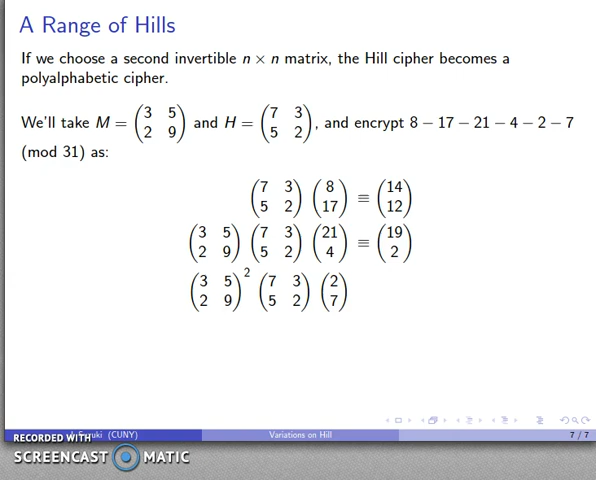 A Range of Hills
If we choose a second invertible n × n matrix, the Hill cipher becomes a
polyalphabetic cipher.
We'll take M = (3 5; 2 9) and H = (7 3; 5 2), and encrypt 8 − 17 − 21 − 4 − 2 − 7
(mod 31) as:
(7 3; 5 2) (8; 17) ≡ (14; 12)
(3 5; 2 9) (7 3; 5 2) (21; 4) ≡ (19; 2)
(3 5; 2 9)² (7 3; 5 2) (2; 7)
(CUNY) Variations on Hill 7 / 7
RECORDED WITH
SCREENCAST MATIC